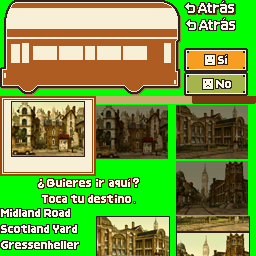 Atrás
Atrás
Sí
No
¿Quieres ir aquí?
Toca tu destino.
Midland Road
Scotland Yard
Gressenheller